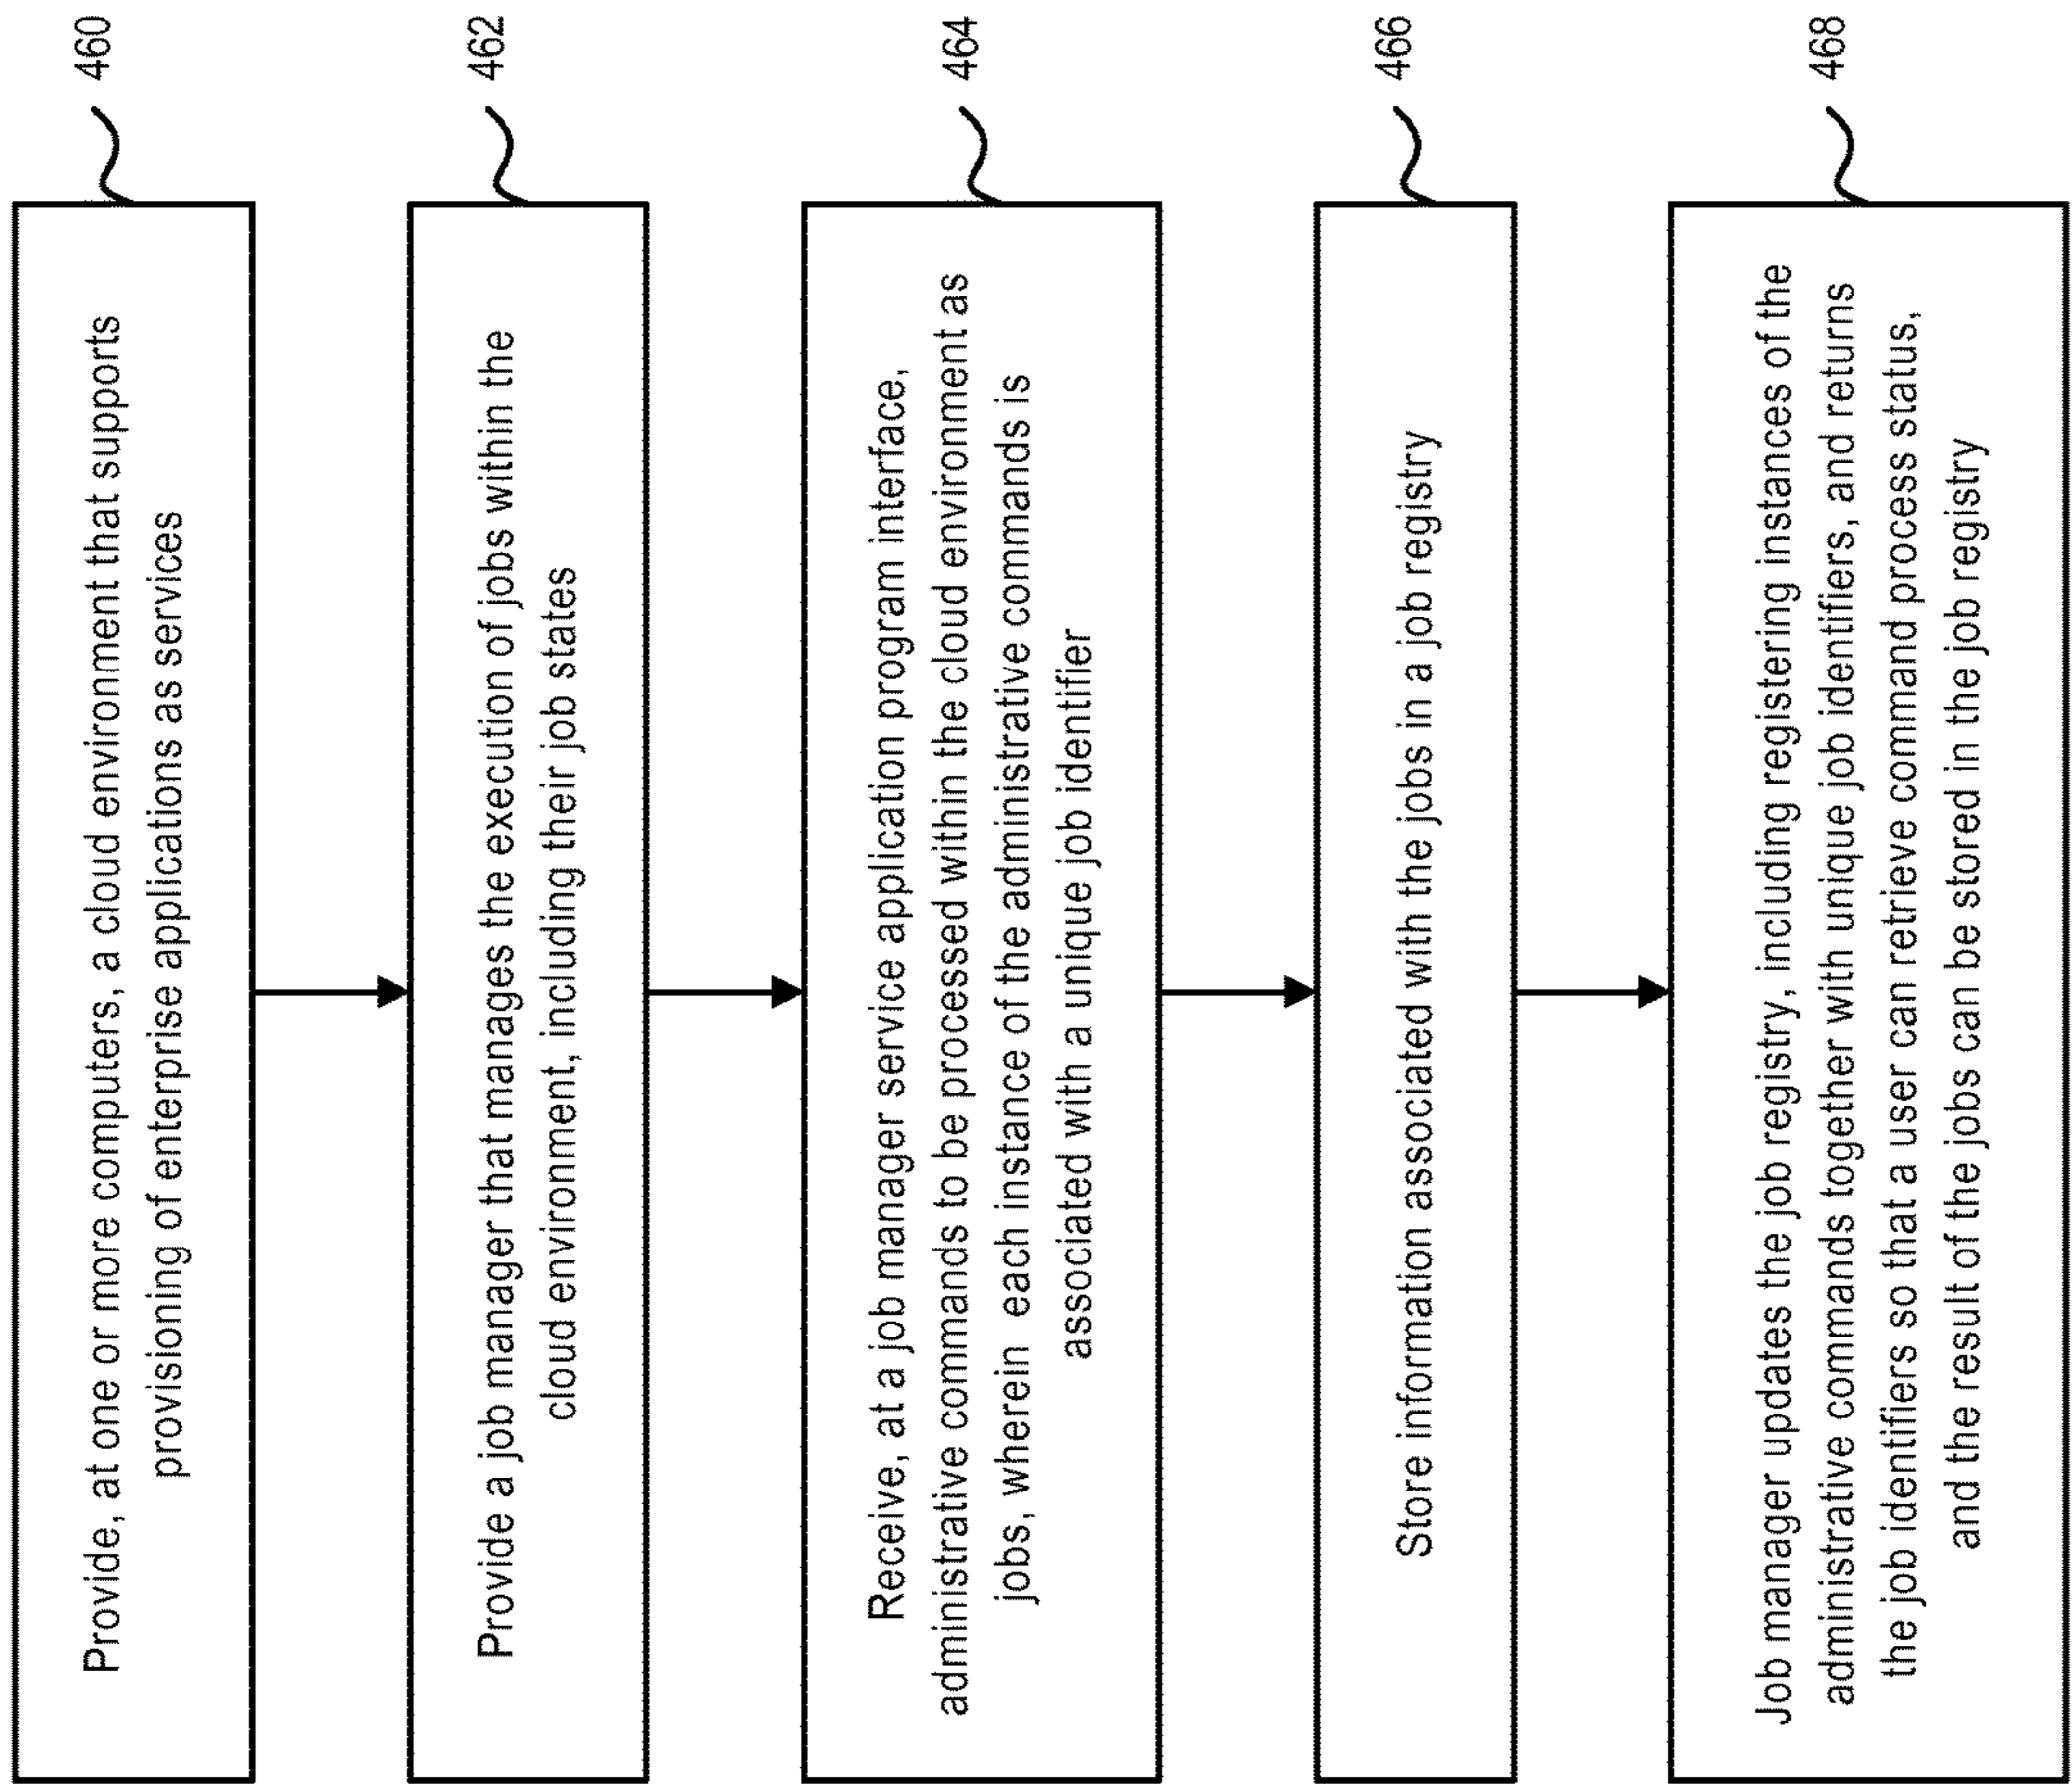 Provide, at one or more computers, a cloud environment that supports
provisioning of enterprise applications as services
460
Provide a job manager that manages the execution of jobs within the
cloud environment, including their job states
462
Receive, at a job manager service application program interface,
administrative commands to be processed within the cloud environment as
jobs, wherein each instance of the administrative commands is
associated with a unique job identifier
464
Store information associated with the jobs in a job registry
466
Job manager updates the job registry, including registering instances of the
administrative commands together with unique job identifiers, and returns
the job identifiers so that a user can retrieve command process status,
and the result of the jobs can be stored in the job registry
468